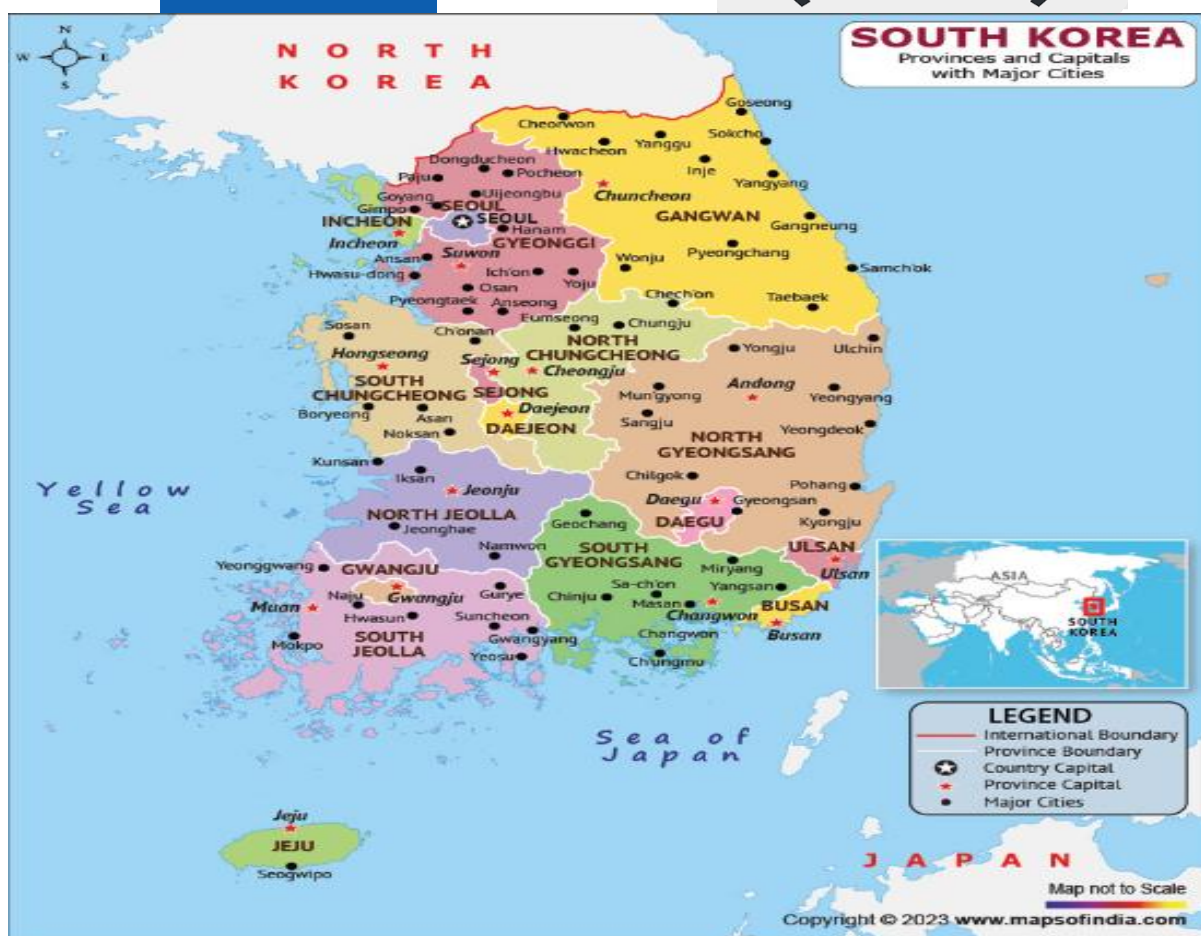 N
W E
S
NORTH
KOREA
SOUTH KOREA
Provinces and Capitals
with Major Cities
Goseong
Cheorwon
Sokcho
Yanggu
Hwacheon
Dongducheon
Inje
Pocheon
Paju
Yangyang
Uijeongbu
Chuncheon
Goyang
SEOUL
Gimpo
SEOUL
GANGWAN
INCHEON
Gangneung
Hanam
Incheon
GYEONGGI
Suwon
Pyeongchang
Ansan
Wonju
Samch'ok
Hwasu-dong
Ich'on
Yoju
Osan
Chech'on
Taebaek
Pyeongtaek
Anseong
Eumseong
Chungju
Sosan
Ch'onan
NORTH
CHUNGCHEONG
Yongju
Ulchin
Hongseong
Sejong
Cheongju
SOUTH
CHUNGCHEONG
SEJONG
Andong
Mun'gyong
Yeongyang
Boryeong
Asan
Daejeon
DAEJEON
Sangju
Noksan
Yeongdeok
NORTH
GYEONGSANG
Kunsan
Iksan
Chilgok
Pohang
Yellow
Sea
Jeonju
Daegu
Gyeongsan
NORTH JEOLLA
DAEGU
Kyongju
Jeonghae
Geochang
Namwon
SOUTH
GYEONGSANG
ULSAN
Yeonggwang
GWANGJU
Miryang
Ulsan
Sa-ch'on
Yangsan
Naju
Gwangju
Gurye
Chinju
Masan
BUSAN
Muan
Changwon
Hwasun
Suncheon
Busan
SOUTH
JEOLLA
Gwangyang
Changwon
Mokpo
Yeosu
Ch'ungmu
ASIA
SOUTH
KOREA
Sea of
Japan
LEGEND
International Boundary
Province Boundary
Country Capital
Province Capital
Major Cities
Jeju
JEJU
Seogwipo
JAPAN
Map not to Scale
Copyright © 2023 www.mapsofindia.com